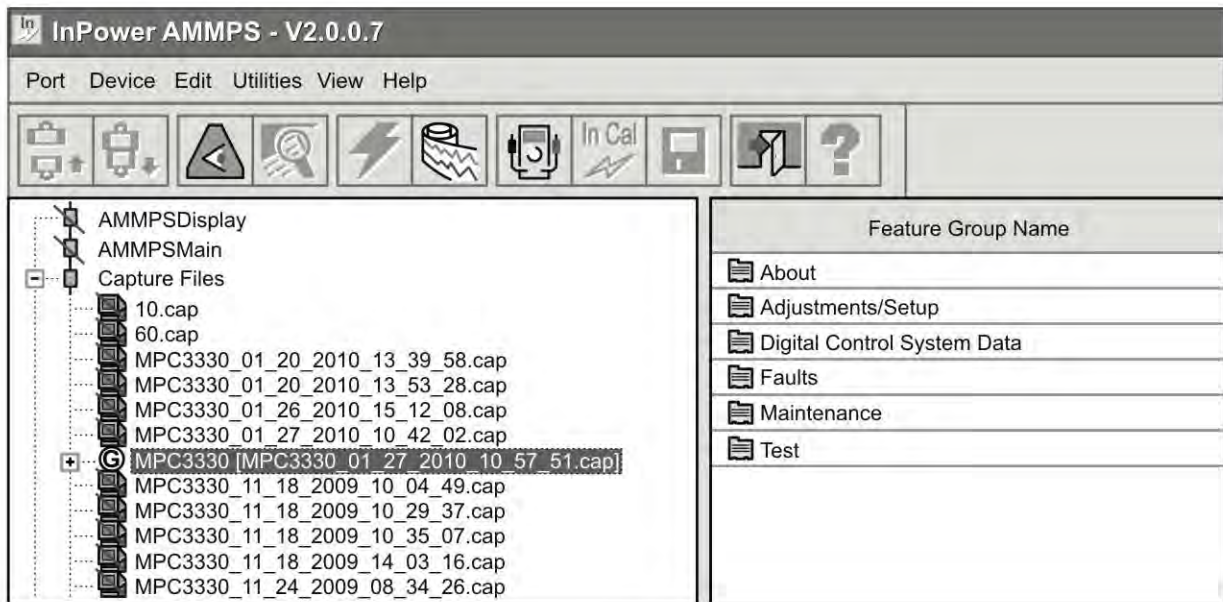 In
InPower AMMPS - V2.0.0.7
Port Device Edit Utilities View Help
In Cal
?
AMMPSDisplay
AMMPSMain
Capture Files
10.cap
60.cap
MPC3330_01_20_2010_13_39_58.cap
MPC3330_01_20_2010_13_53_28.cap
MPC3330_01_26_2010_15_12_08.cap
MPC3330_01_27_2010_10_42_02.cap
G MPC3330 [MPC3330_01_27_2010_10_57_51.cap]
MPC3330_11_18_2009_10_04_49.cap
MPC3330_11_18_2009_10_29_37.cap
MPC3330_11_18_2009_10_35_07.cap
MPC3330_11_18_2009_14_03_16.cap
MPC3330_11_24_2009_08_34_26.cap
Feature Group Name
About
Adjustments/Setup
Digital Control System Data
Faults
Maintenance
Test